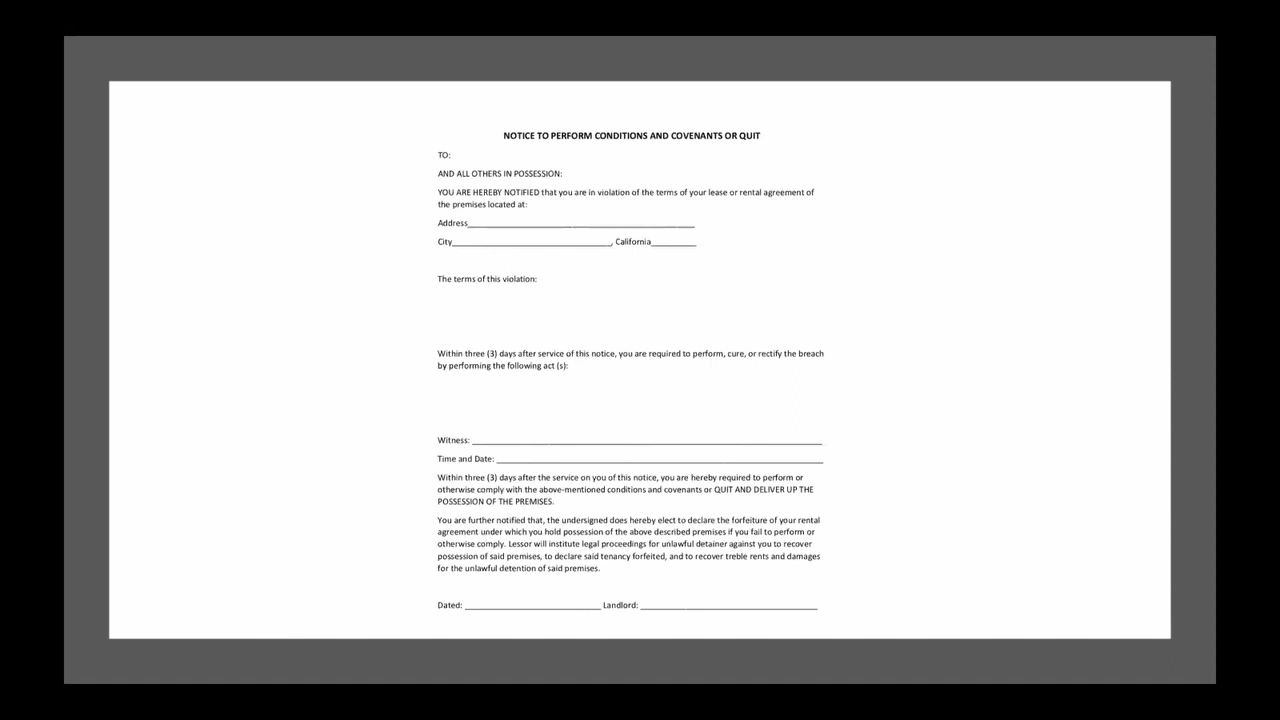 NOTICE TO PERFORM CONDITIONS AND COVENANTS OR QUIT
TO:
AND ALL OTHERS IN POSSESSION:
YOU ARE HEREBY NOTIFIED that you are in violation of the terms of your lease or rental agreement of
the premises located at:
Address__________________________________________________
City___________________________________, California__________
The terms of this violation:
Within three (3) days after service of this notice, you are required to perform, cure, or rectify the breach
by performing the following act (s):
Witness: ______________________________________________________________________________
Time and Date: ________________________________________________________________________
Within three (3) days after the service on you of this notice, you are hereby required to perform or
otherwise comply with the above-mentioned conditions and covenants or QUIT AND DELIVER UP THE
POSSESSION OF THE PREMISES.
You are further notified that, the undersigned does hereby elect to declare the forfeiture of your rental
agreement under which you hold possession of the above described premises if you fail to perform or
otherwise comply. Lessor will institute legal proceedings for unlawful detainer against you to recover
possession of said premises, to declare said tenancy forfeited, and to recover treble rents and damages
for the unlawful detention of said premises.
Dated: ______________________________ Landlord: _______________________________________